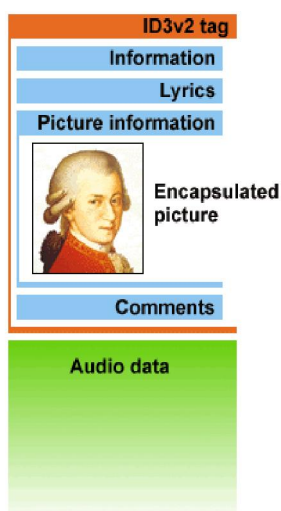 ID3v2 tag
Information
Lyrics
Picture information
Encapsulated
picture
Comments
Audio data